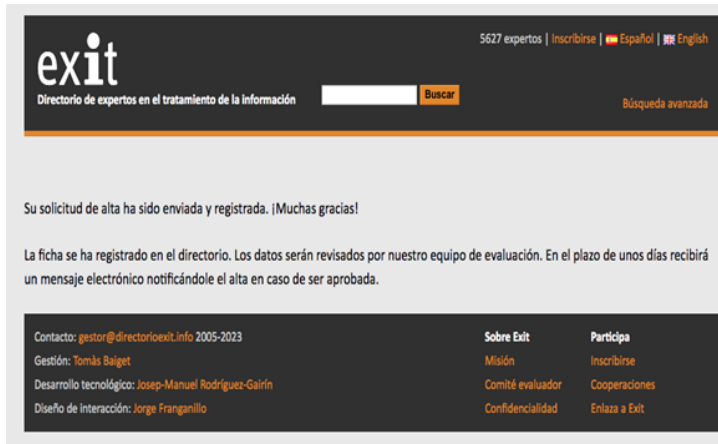 5627 expertos | Inscribirse | Español | English
exit
Directorio de expertos en el tratamiento de la información
Buscar
Búsqueda avanzada
Su solicitud de alta ha sido enviada y registrada. ¡Muchas gracias!
La ficha se ha registrado en el directorio. Los datos serán revisados por nuestro equipo de evaluación. En el plazo de unos días recibirá
un mensaje electrónico notificándole el alta en caso de ser aprobada.
Contacto: gestor@directorioexit.info 2005-2023
Gestión: Tomàs Baiget
Desarrollo tecnológico: Josep-Manuel Rodríguez-Gairín
Diseño de interacción: Jorge Franganillo
Sobre Exit
Misión
Comité evaluador
Confidencialidad
Participa
Inscribirse
Cooperaciones
Enlaza a Exit